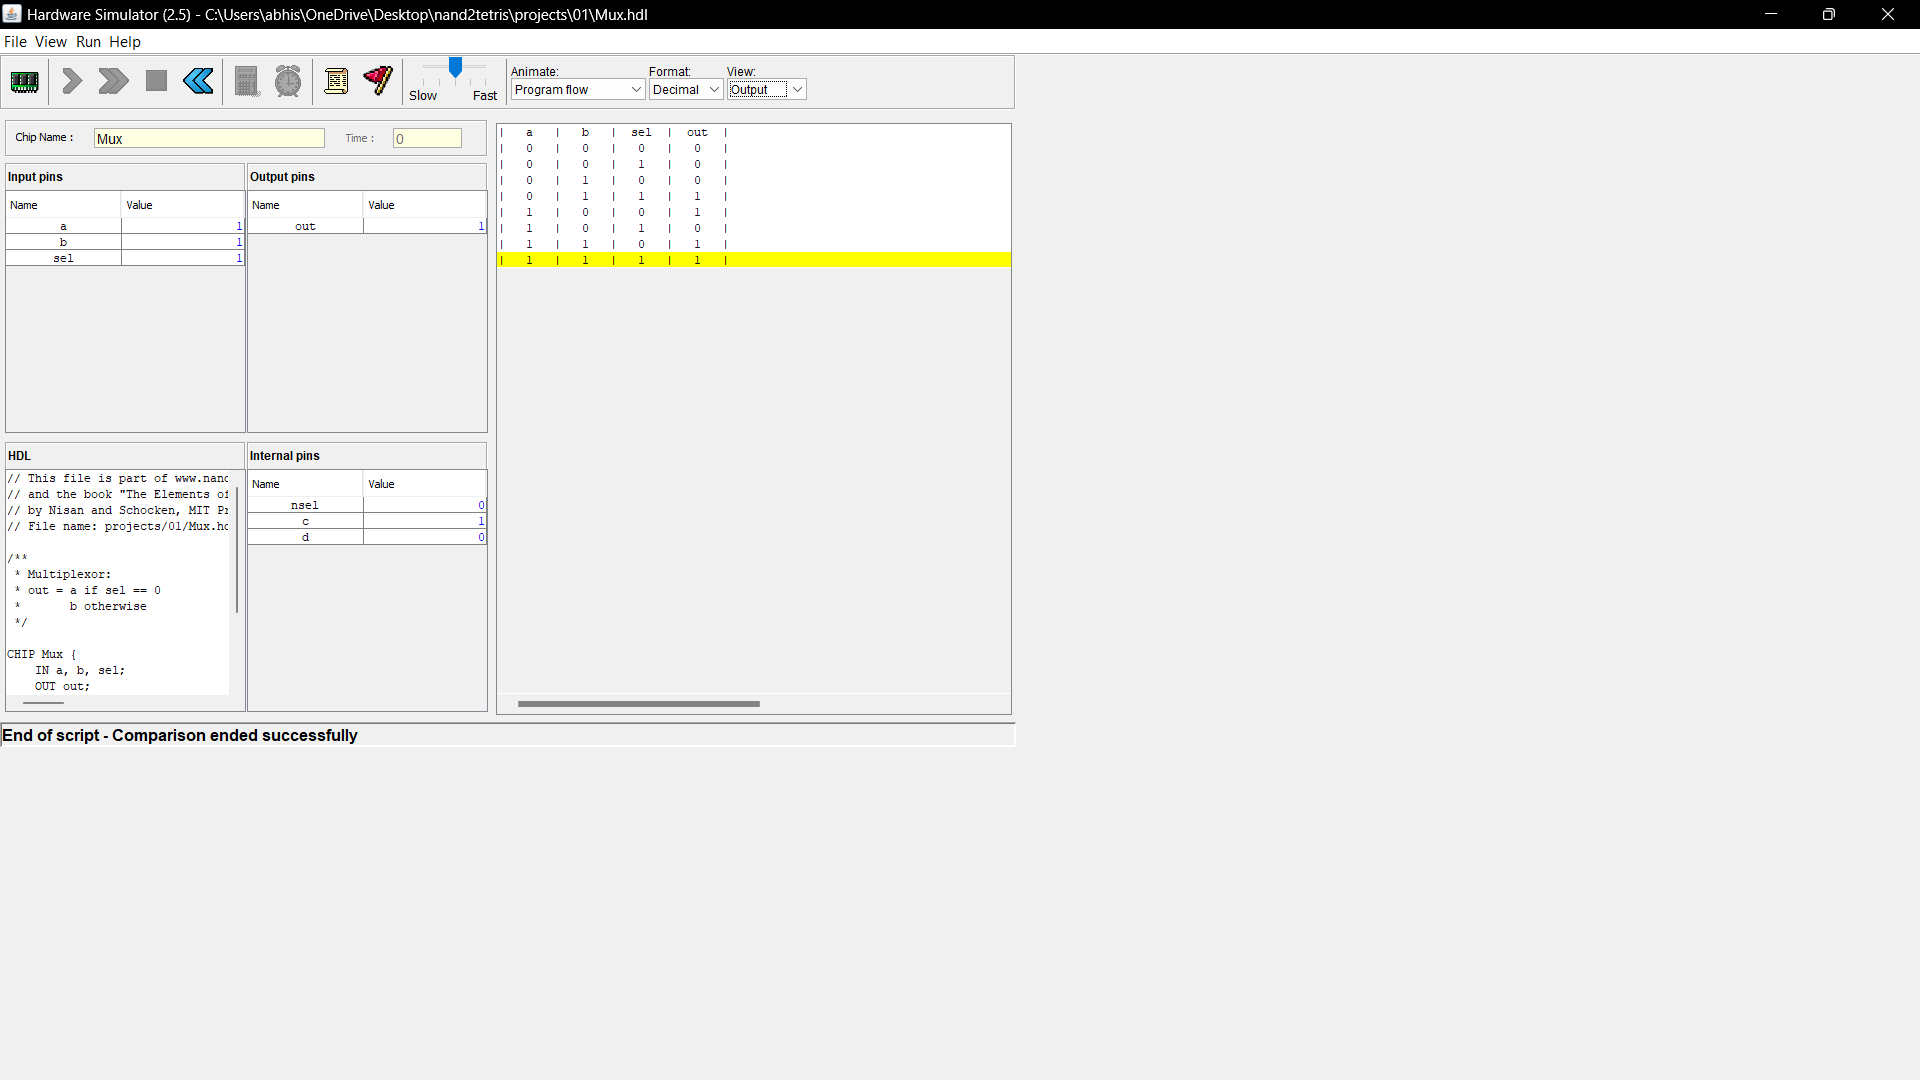 Hardware Simulator (2.5) - C:\Users\abhis\OneDrive\Desktop\nand2tetris\projects\01\Mux.hdl
File View Run Help
Slow Fast
Animate: Format: View:
Program flow Decimal Output
Chip Name : Mux Time : 0
Input pins
Name Value
a 1
b 1
sel 1
Output pins
Name Value
out 1
HDL
// This file is part of www.nand
// and the book "The Elements of
// by Nisan and Schocken, MIT Pr
// File name: projects/01/Mux.hd
/**
* Multiplexor:
* out = a if sel == 0
* b otherwise
*/
CHIP Mux {
IN a, b, sel;
OUT out;
Internal pins
Name Value
nsel 0
c 1
d 0
| a | b | sel | out |
| 0 | 0 | 0 | 0 |
| 0 | 0 | 1 | 0 |
| 0 | 1 | 0 | 0 |
| 0 | 1 | 1 | 1 |
| 1 | 0 | 0 | 1 |
| 1 | 0 | 1 | 0 |
| 1 | 1 | 0 | 1 |
| 1 | 1 | 1 | 1 |
End of script - Comparison ended successfully